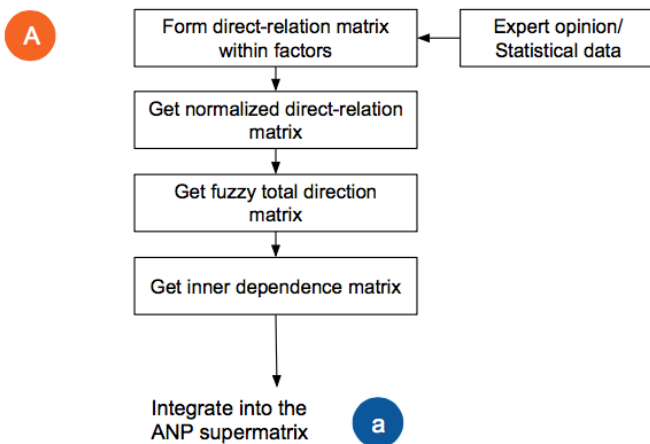 A
Form direct-relation matrix
within factors
Expert opinion/
Statistical data
Get normalized direct-relation
matrix
Get fuzzy total direction
matrix
Get inner dependence matrix
Integrate into the
ANP supermatrix
a